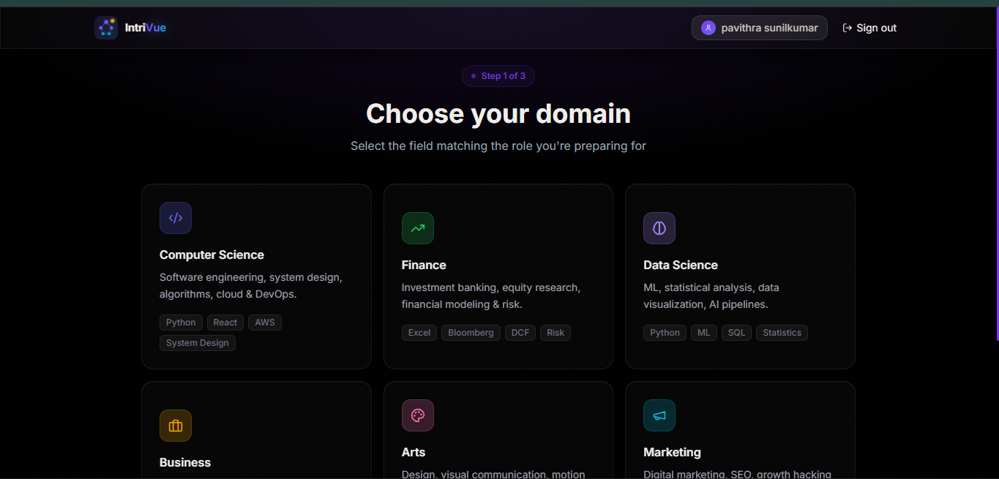 IntriVue
pavithra sunilkumar
Sign out
Step 1 of 3
Choose your domain
Select the field matching the role you're preparing for
Computer Science
Software engineering, system design,
algorithms, cloud & DevOps.
Python React AWS
System Design
Finance
Investment banking, equity research,
financial modeling & risk.
Excel Bloomberg DCF Risk
Data Science
ML, statistical analysis, data
visualization, AI pipelines.
Python ML SQL Statistics
Business
Arts
Design, visual communication, motion
Marketing
Digital marketing, SEO, growth hacking